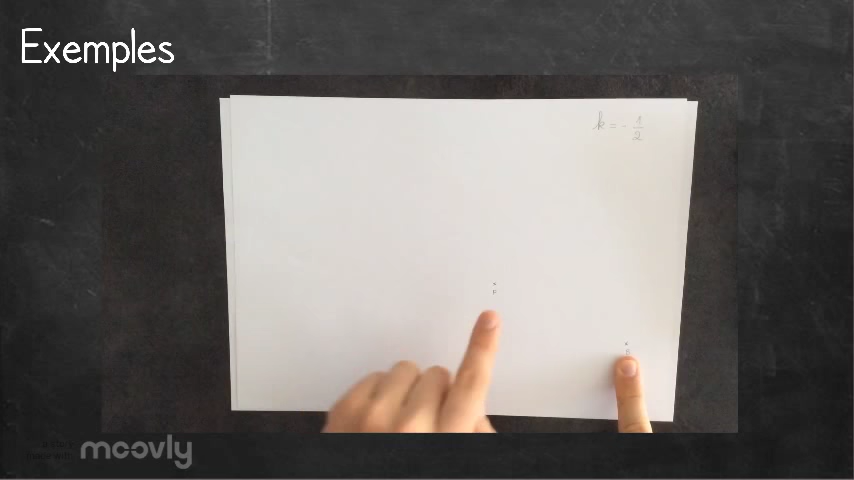 Exemples
k = - 1/2
moovly